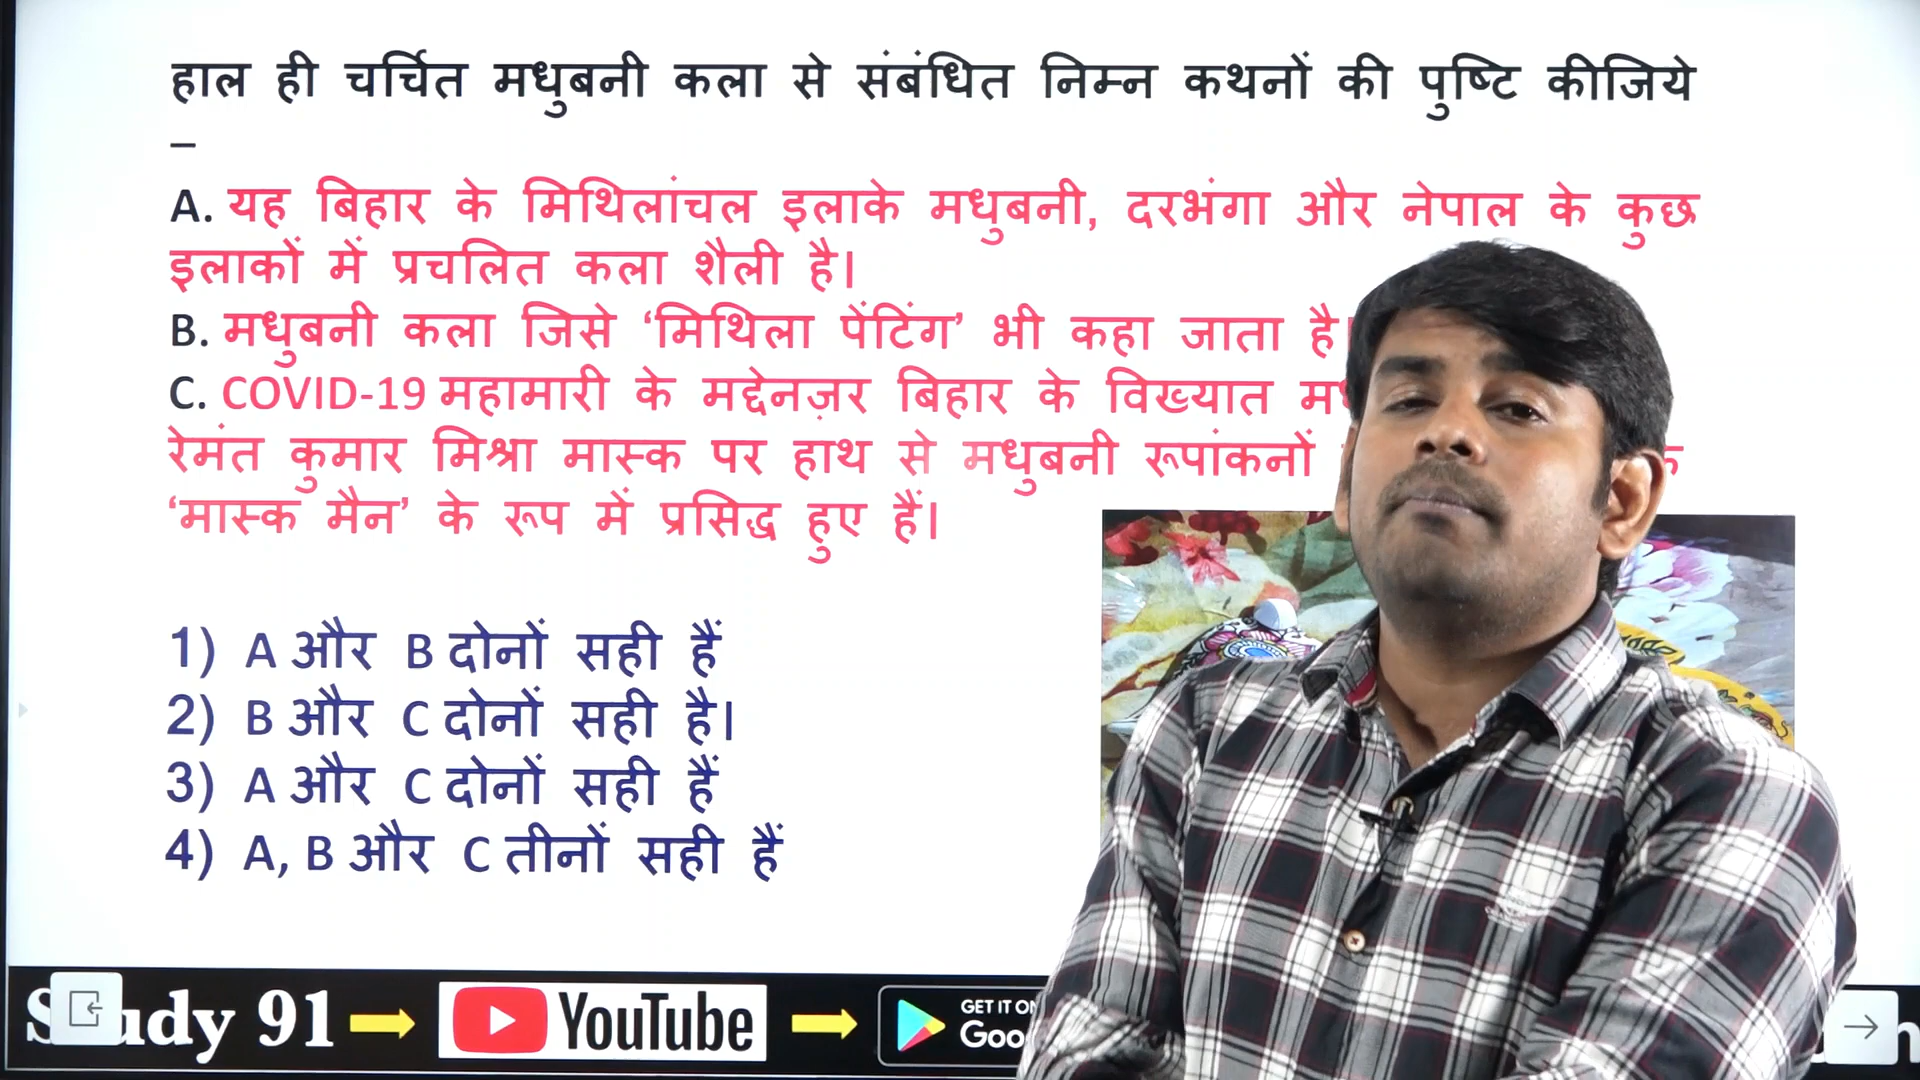 हाल ही चर्चित मधुबनी कला से संबंधित निम्न कथनों की पुष्टि कीजिये
–
A. यह बिहार के मिथिलांचल इलाके मधुबनी, दरभंगा और नेपाल के कुछ
इलाकों में प्रचलित कला शैली है।
B. मधुबनी कला जिसे ‘मिथिला पेंटिंग’ भी कहा जाता है।
C. COVID-19 महामारी के मद्देनज़र बिहार के विख्यात
रेमंत कुमार मिश्रा मास्क पर हाथ से मधुबनी रूपांकनों
‘मास्क मैन’ के रूप में प्रसिद्ध हुए हैं।
1) A और B दोनों सही हैं
2) B और C दोनों सही है।
3) A और C दोनों सही हैं
4) A, B और C तीनों सही हैं
Study 91 YouTube GET IT ON